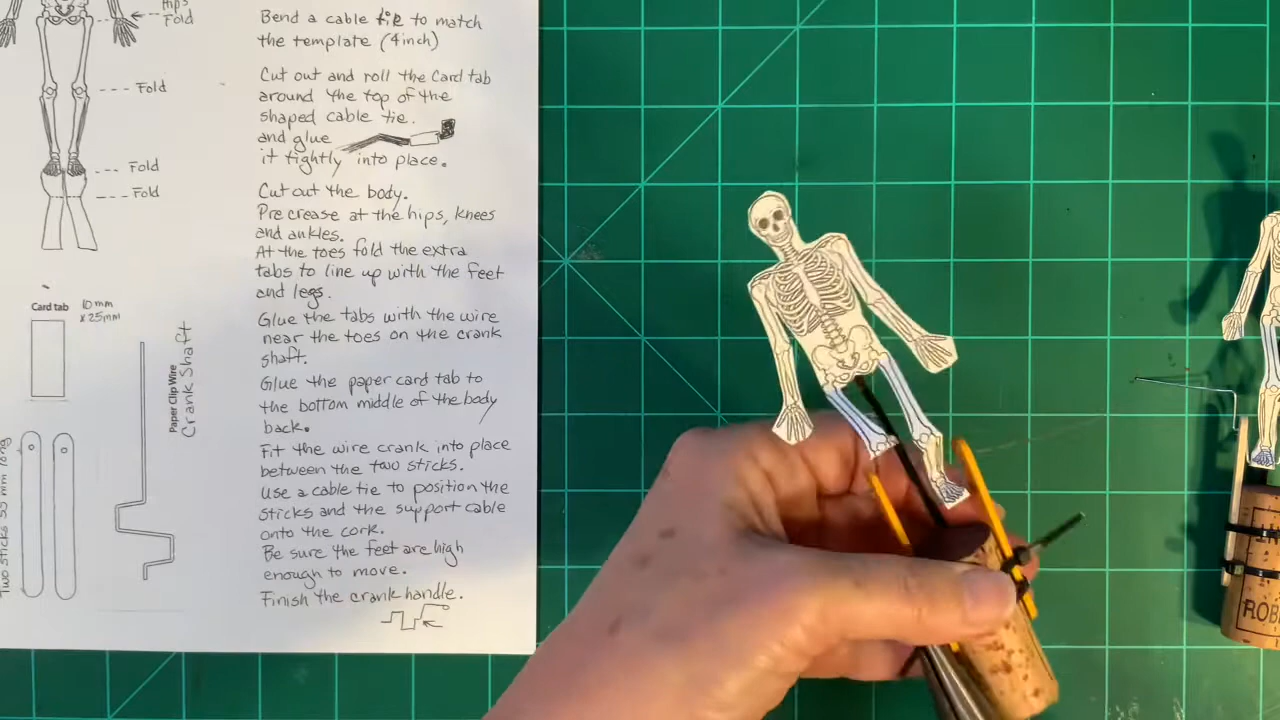 Hips
Fold
Fold
Fold
Fold
Bend a cable tie to match
the template (4inch)
Cut out and roll the Card tab
around the top of the
shaped cable tie.
and glue
it tightly into place.
Cut out the body.
Pre crease at the hips, knees
and ankles.
At the toes fold the extra
tabs to line up with the feet
and legs.
Glue the tabs with the wire
near the toes on the crank
shaft.
Glue the paper card tab to
the bottom middle of the body
back.
Fit the wire crank into place
between the two sticks.
Use a cable tie to position the
sticks and the support cable
onto the cork.
Be sure the feet are high
enough to move.
Finish the crank handle.
Card tab
10mm
x 25mm
Paper Clip Wire
Crank Shaft
Two sticks 55 mm long
ROB